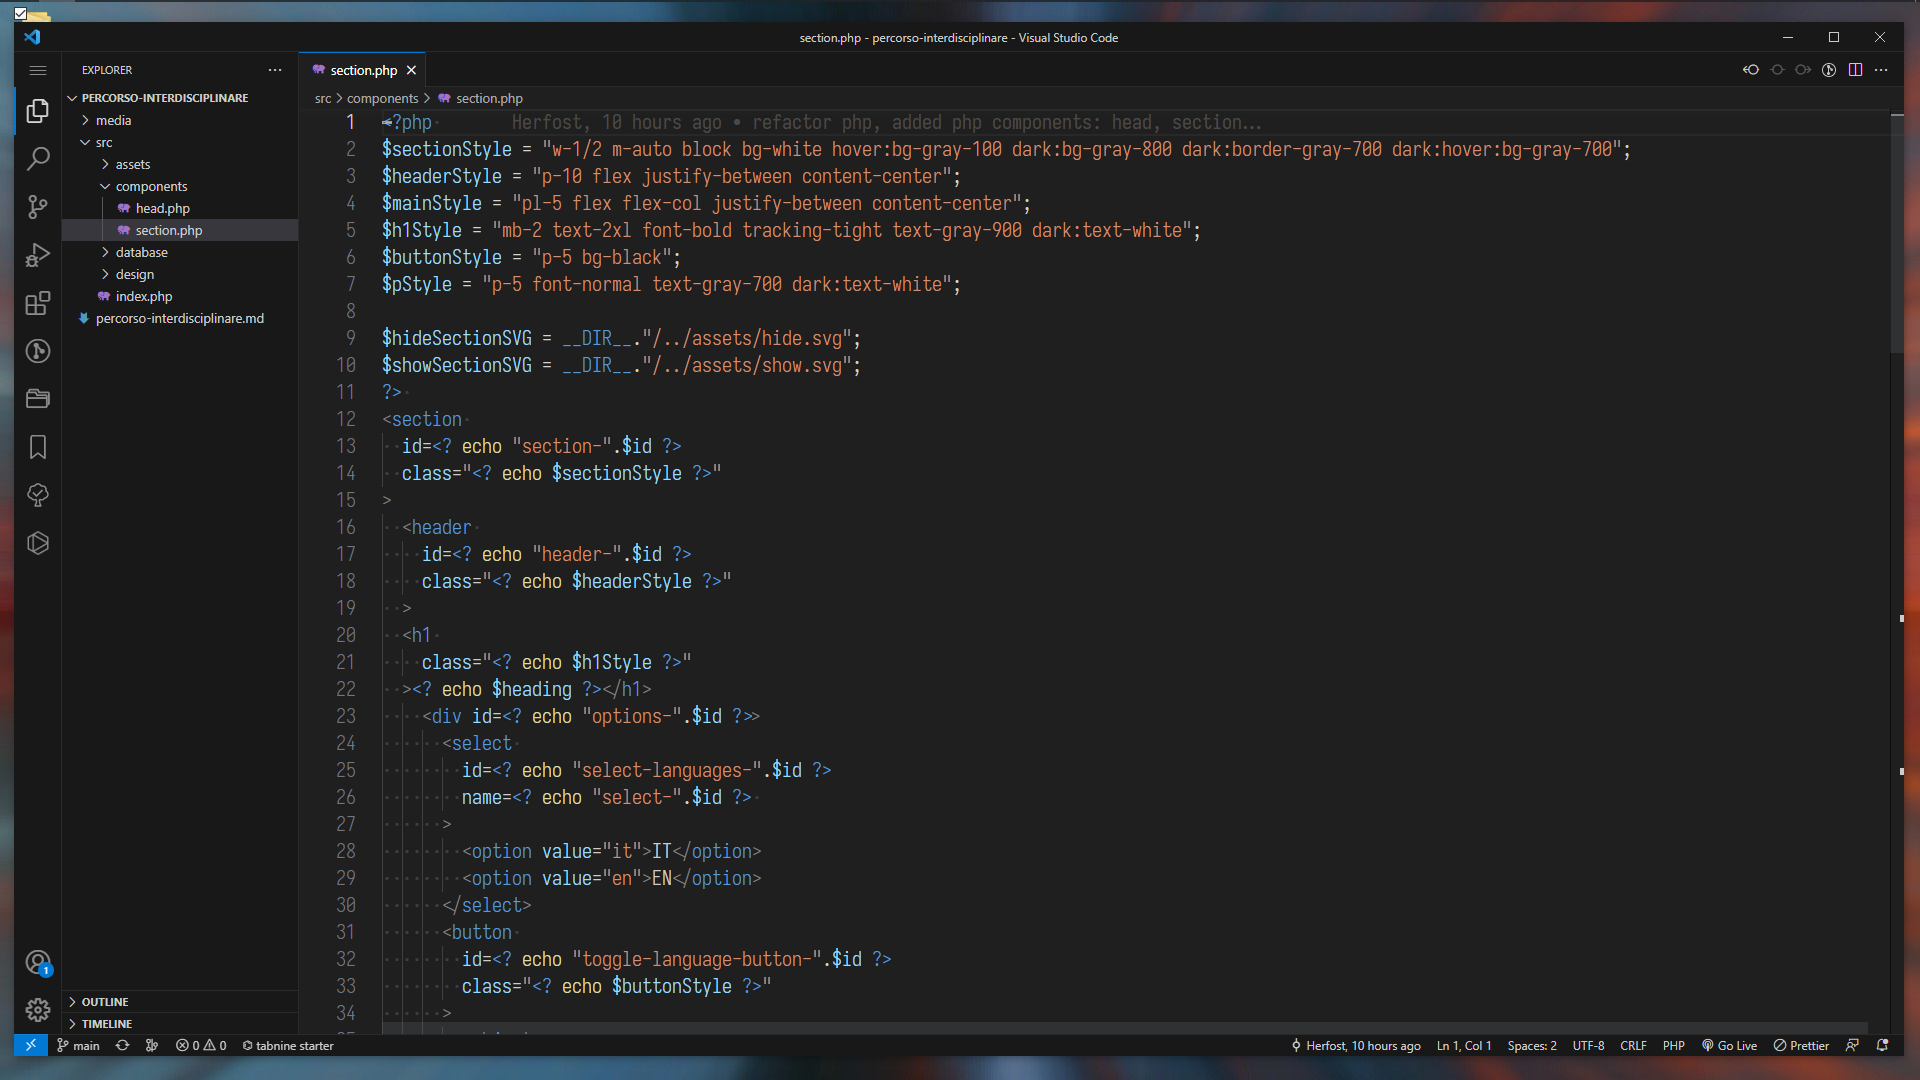 section.php - percorso-interdisciplinare - Visual Studio Code
EXPLORER
PERCORSO-INTERDISCIPLINARE
media
src
assets
components
head.php
section.php
database
design
index.php
percorso-interdisciplinare.md
OUTLINE
TIMELINE
section.php
src > components > section.php
1 <?php Herfost, 10 hours ago • refactor php, added php components: head, section…
2 $sectionStyle = "w-1/2 m-auto block bg-white hover:bg-gray-100 dark:bg-gray-800 dark:border-gray-700 dark:hover:bg-gray-700";
3 $headerStyle = "p-10 flex justify-between content-center";
4 $mainStyle = "pl-5 flex flex-col justify-between content-center";
5 $h1Style = "mb-2 text-2xl font-bold tracking-tight text-gray-900 dark:text-white";
6 $buttonStyle = "p-5 bg-black";
7 $pStyle = "p-5 font-normal text-gray-700 dark:text-white";
8
9 $hideSectionSVG = __DIR__."/../assets/hide.svg";
10 $showSectionSVG = __DIR__."/../assets/show.svg";
11 ?>
12 <section
13 id=<? echo "section-".$id ?>
14 class="<? echo $sectionStyle ?>"
15 >
16 <header
17 id=<? echo "header-".$id ?>
18 class="<? echo $headerStyle ?>"
19 >
20 <h1
21 class="<? echo $h1Style ?>"
22 ><? echo $heading ?></h1>
23 <div id=<? echo "options-".$id ?>>
24 <select
25 id=<? echo "select-languages-".$id ?>
26 name=<? echo "select-".$id ?>
27 >
28 <option value="it">IT</option>
29 <option value="en">EN</option>
30 </select>
31 <button
32 id=<? echo "toggle-language-button-".$id ?>
33 class="<? echo $buttonStyle ?>"
34 >
1
main 0 0 tabnine starter Herfost, 10 hours ago Ln 1, Col 1 Spaces: 2 UTF-8 CRLF PHP Go Live Prettier